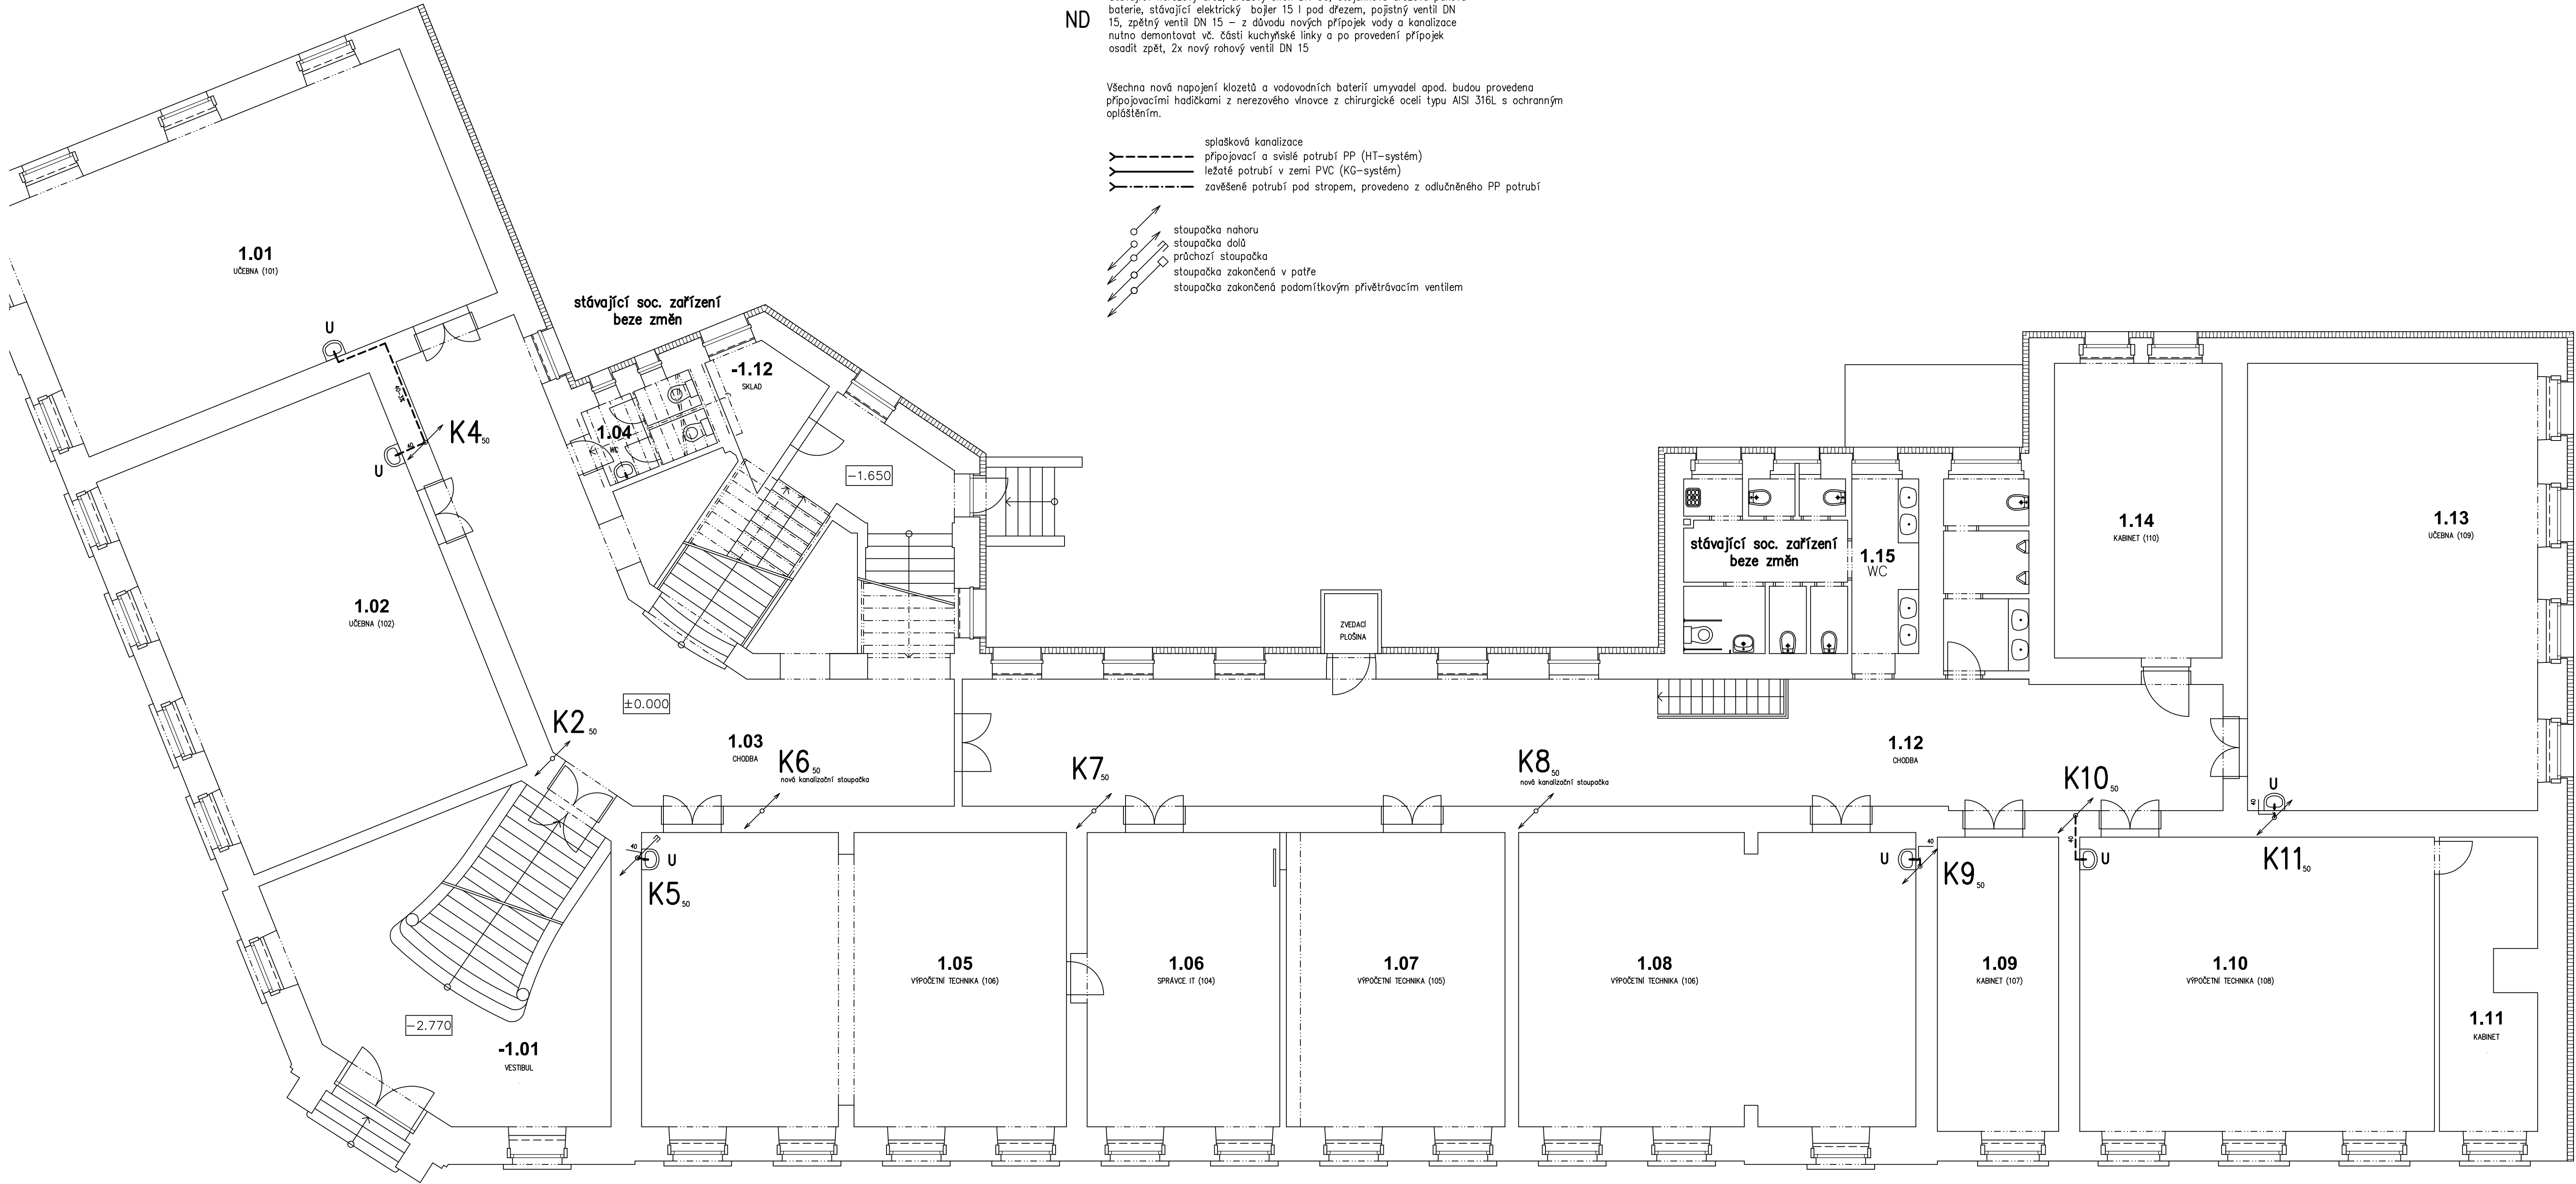 ND
baterie, stávající elektrický bojler 15 l pod dřezem, pojistný ventil DN
15, zpětný ventil DN 15 – z důvodu nových přípojek vody a kanalizace
nutno demontovat vč. části kuchyňské linky a po provedení přípojek
osadit zpět, 2x nový rohový ventil DN 15
Všechna nová napojení klozetů a vodovodních baterií umyvadel apod. budou provedena
připojovacími hadičkami z nerezového vlnovce z chirurgické oceli typu AISI 316L s ochranným
opláštěním.
splašková kanalizace
připojovací a svislé potrubí PP (HT–systém)
ležaté potrubí v zemi PVC (KG–systém)
zavěšené potrubí pod stropem, provedeno z odlučněného PP potrubí
stoupačka nahoru
stoupačka dolů
průchozí stoupačka
stoupačka zakončená v patře
stoupačka zakončená podomítkovým přivětrávacím ventilem
1.01
UČEBNA (101)
U
stávající soc. zařízení
beze změn
-1.12
SKLAD
1.04
WC
K4 50
40
U
−1.650
1.02
UČEBNA (102)
±0.000
K2 50
1.03
CHODBA
K6 50
nová kanalizační stoupačka
K7 50
K8 50
nová kanalizační stoupačka
ZVEDACÍ
PLOŠINA
stávající soc. zařízení
beze změn
1.15
WC
1.14
KABINET (110)
1.13
UČEBNA (109)
1.12
CHODBA
K10 50
U
40
K11 50
40
U
K5 50
U
40
K9 50
40
U
1.05
VÝPOČETNÍ TECHNIKA (106)
1.06
SPRÁVCE IT (104)
1.07
VÝPOČETNÍ TECHNIKA (105)
1.08
VÝPOČETNÍ TECHNIKA (106)
1.09
KABINET (107)
1.10
VÝPOČETNÍ TECHNIKA (108)
1.11
KABINET
−2.770
-1.01
VESTIBUL